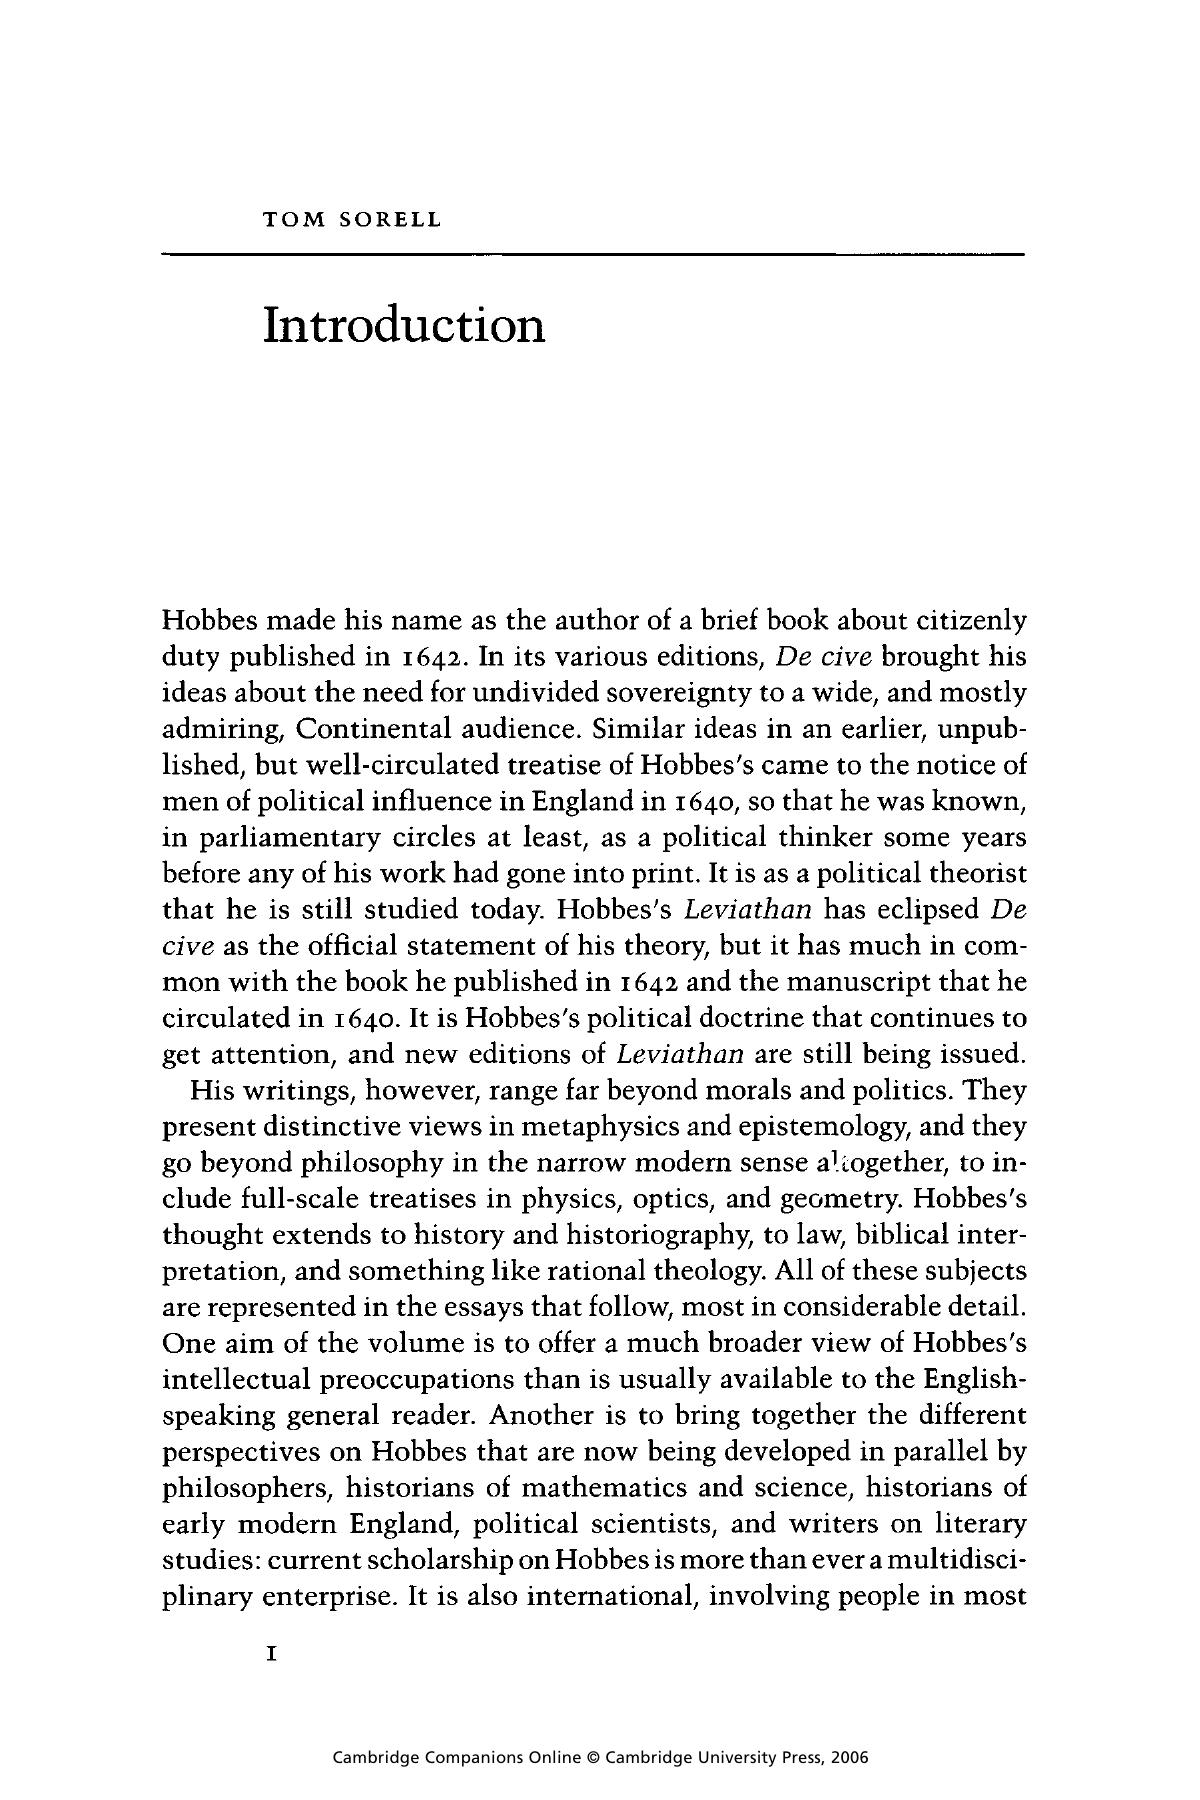 TOM SORELL
Introduction
Hobbes made his name as the author of a brief book about citizenly
duty published in 1642. In its various editions, De cive brought his
ideas about the need for undivided sovereignty to a wide, and mostly
admiring, Continental audience. Similar ideas in an earlier, unpub-
lished, but well-circulated treatise of Hobbes's came to the notice of
men of political influence in England in 1640, so that he was known,
in parliamentary circles at least, as a political thinker some years
before any of his work had gone into print. It is as a political theorist
that he is still studied today. Hobbes's Leviathan has eclipsed De
cive as the official statement of his theory, but it has much in com-
mon with the book he published in 1642 and the manuscript that he
circulated in 1640. It is Hobbes's political doctrine that continues to
get attention, and new editions of Leviathan are still being issued.
His writings, however, range far beyond morals and politics. They
present distinctive views in metaphysics and epistemology, and they
go beyond philosophy in the narrow modern sense altogether, to in-
clude full-scale treatises in physics, optics, and geometry. Hobbes's
thought extends to history and historiography, to law, biblical inter-
pretation, and something like rational theology. All of these subjects
are represented in the essays that follow, most in considerable detail.
One aim of the volume is to offer a much broader view of Hobbes's
intellectual preoccupations than is usually available to the English-
speaking general reader. Another is to bring together the different
perspectives on Hobbes that are now being developed in parallel by
philosophers, historians of mathematics and science, historians of
early modern England, political scientists, and writers on literary
studies: current scholarship on Hobbes is more than ever a multidisci-
plinary enterprise. It is also international, involving people in most
1
Cambridge Companions Online © Cambridge University Press, 2006